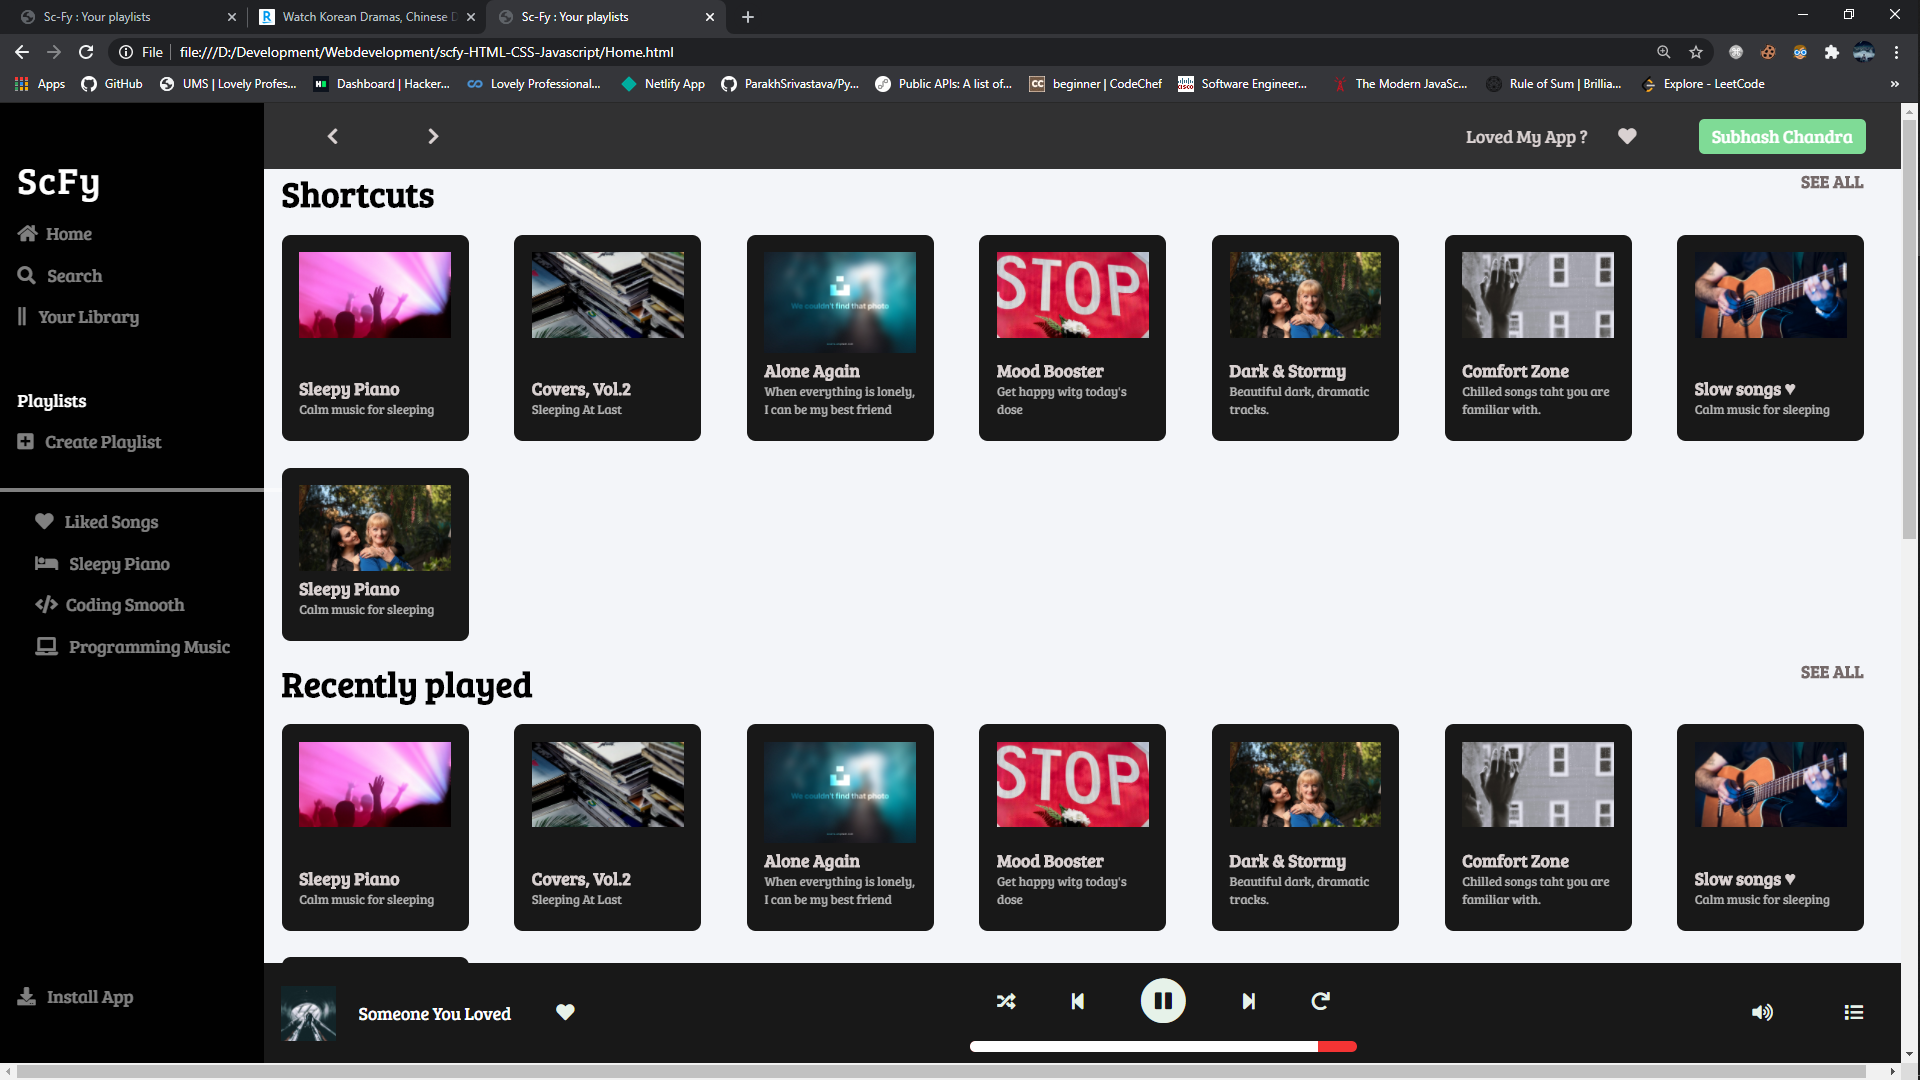 Sc-Fy : Your playlists
Watch Korean Dramas, Chinese D
Sc-Fy : Your playlists
File
file:///D:/Development/Webdevelopment/scfy-HTML-CSS-Javascript/Home.html
Apps
GitHub
UMS | Lovely Profes...
Dashboard | Hacker...
Lovely Professional...
Netlify App
ParakhSrivastava/Py...
Public APIs: A list of...
beginner | CodeChef
Software Engineer...
The Modern JavaSc...
Rule of Sum | Brillia...
Explore - LeetCode
ScFy
Home
Search
Your Library
Playlists
Create Playlist
Liked Songs
Sleepy Piano
Coding Smooth
Programming Music
Install App
Loved My App ?
Subhash Chandra
Shortcuts
SEE ALL
Sleepy Piano
Calm music for sleeping
Covers, Vol.2
Sleeping At Last
We couldn't find that photo
Alone Again
When everything is lonely,
I can be my best friend
STOP
Mood Booster
Get happy witg today's
dose
Dark & Stormy
Beautiful dark, dramatic
tracks.
Comfort Zone
Chilled songs taht you are
familiar with.
Slow songs ♥
Calm music for sleeping
Sleepy Piano
Calm music for sleeping
Recently played
SEE ALL
Sleepy Piano
Calm music for sleeping
Covers, Vol.2
Sleeping At Last
We couldn't find that photo
Alone Again
When everything is lonely,
I can be my best friend
STOP
Mood Booster
Get happy witg today's
dose
Dark & Stormy
Beautiful dark, dramatic
tracks.
Comfort Zone
Chilled songs taht you are
familiar with.
Slow songs ♥
Calm music for sleeping
Someone You Loved